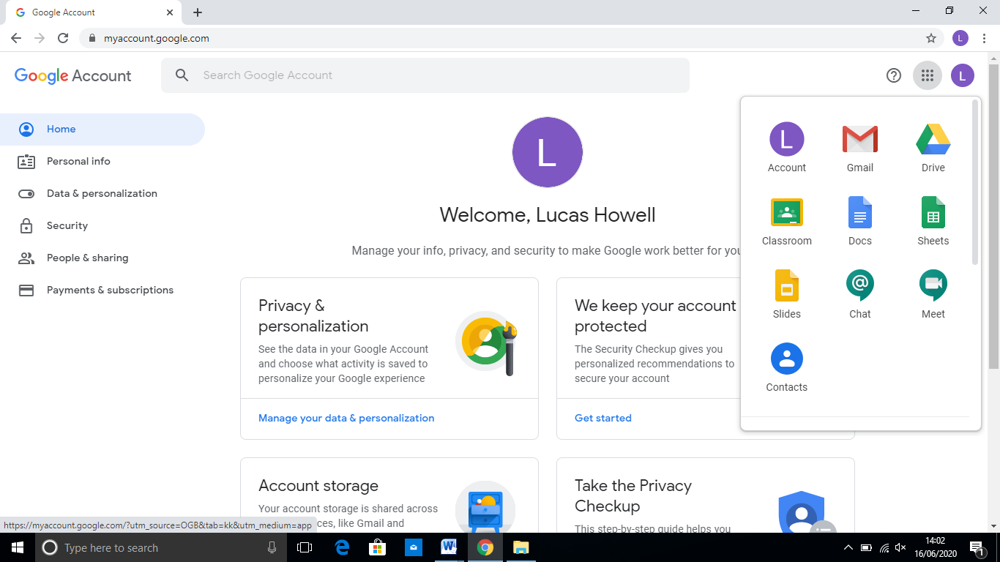 Google Account
myaccount.google.com
L
Google Account
Search Google Account
L
Home
Personal info
Data & personalization
Security
People & sharing
Payments & subscriptions
L
Welcome, Lucas Howell
Manage your info, privacy, and security to make Google work better for you
Privacy &
personalization
See the data in your Google Account
and choose what activity is saved to
personalize your Google experience
Manage your data & personalization
We keep your account
protected
The Security Checkup gives you
personalized recommendations to
secure your account
Get started
Account storage
Your account storage is shared across
ces, like Gmail and
Take the Privacy
Checkup
This step-by-step guide helps you
L
Account
Gmail
Drive
Classroom
Docs
Sheets
Slides
Chat
Meet
Contacts
https://myaccount.google.com/?utm_source=OGB&tab=kk&utm_medium=app
Type here to search
14:02
16/06/2020
1